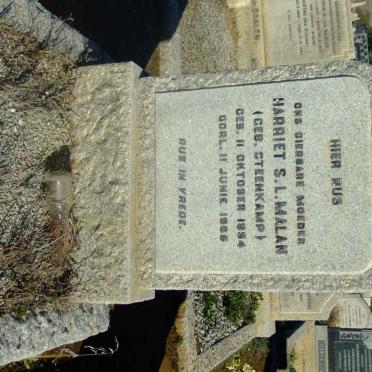 HIER RUS
ONS DIERBARE MOEDER
HARRIET S.L. MALAN
(GEB. STEENKAMP)
GEB. 11 OKTOBER 1894
OORL. 11 JUNIE 1965
RUS IN VREDE.